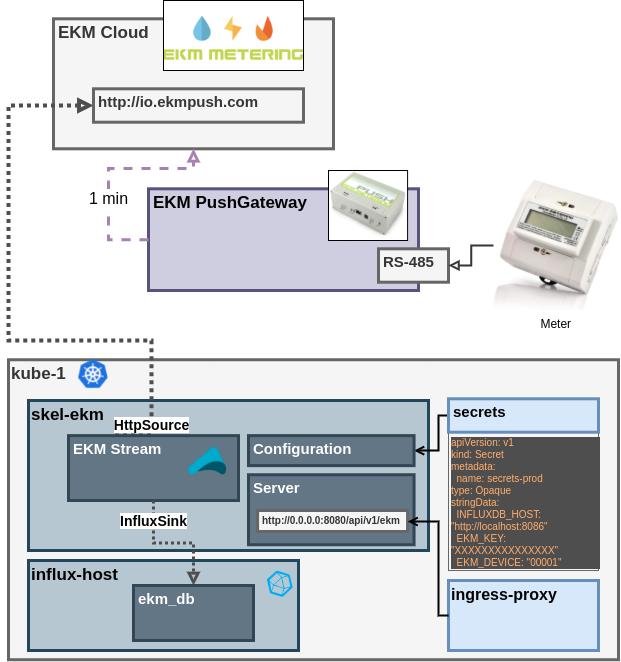 EKM Cloud
EKM METERING
http://io.ekmpush.com
1 min
EKM PushGateway
PUSH
RS-485
Meter
kube-1
skel-ekm
HttpSource
EKM Stream
InfluxSink
Configuration
Server
http://0.0.0.0:8080/api/v1/ekm
secrets
apiVersion: v1
kind: Secret
metadata:
name: secrets-prod
type: Opaque
stringData:
INFLUXDB_HOST:
"http://localhost:8086"
EKM_KEY:
"XXXXXXXXXXXXXXX"
EKM_DEVICE: "00001"
influx-host
ekm_db
ingress-proxy